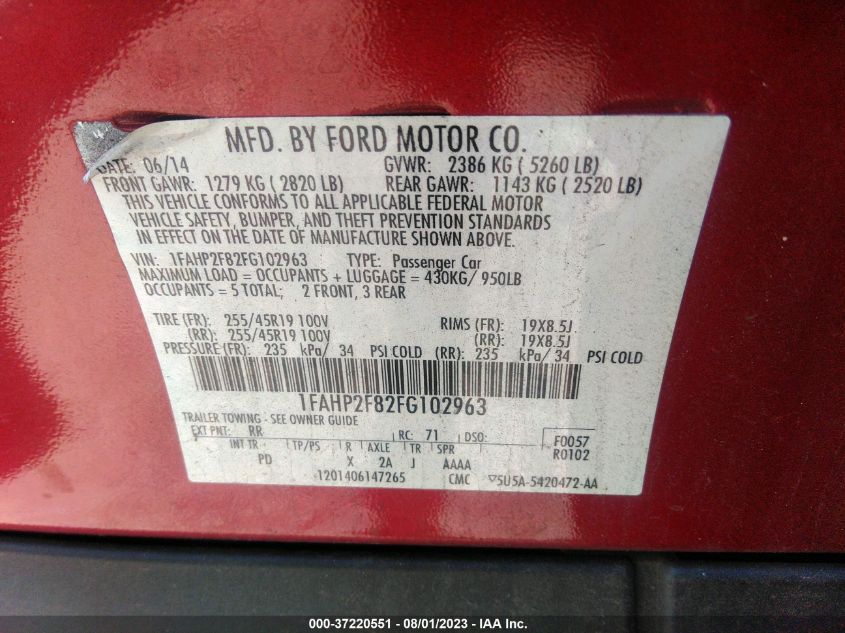 MFD. BY FORD MOTOR CO.
DATE: 06/14 GVWR: 2386 KG ( 5260 LB)
FRONT GAWR: 1279 KG ( 2820 LB) REAR GAWR: 1143 KG ( 2520 LB)
THIS VEHICLE CONFORMS TO ALL APPLICABLE FEDERAL MOTOR
VEHICLE SAFETY, BUMPER, AND THEFT PREVENTION STANDARDS
IN EFFECT ON THE DATE OF MANUFACTURE SHOWN ABOVE.
VIN: 1FAHP2F82FG102963 TYPE: Passenger Car
MAXIMUM LOAD = OCCUPANTS + LUGGAGE = 430KG/ 950LB
OCCUPANTS = 5 TOTAL; 2 FRONT, 3 REAR
TIRE (FR): 255/45R19 100V RIMS (FR): 19X8.5J
(RR): 255/45R19 100V (RR): 19X8.5J
PRESSURE (FR): 235 kPa/ 34 PSI COLD (RR): 235 kPa/ 34 PSI COLD
1FAHP2F82FG102963
TRAILER TOWING - SEE OWNER GUIDE
EXT PNT: RR RC: 71 DSO: F0057
INT TR TP/PS R AXLE TR SPR R0102
PD X 2A J AAAA
1201406147265 CMC ▽5U5A-5420472-AA
000-37220551 - 08/01/2023 - IAA Inc.